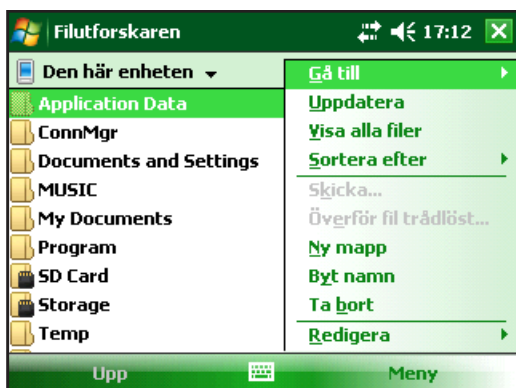 Filutforskaren 17:12
Den här enheten
Application Data
ConnMgr
Documents and Settings
MUSIC
My Documents
Program
SD Card
Storage
Temp
Gå till
Uppdatera
Visa alla filer
Sortera efter
Skicka...
Överför fil trådlöst...
Ny mapp
Byt namn
Ta bort
Redigera
Upp Meny